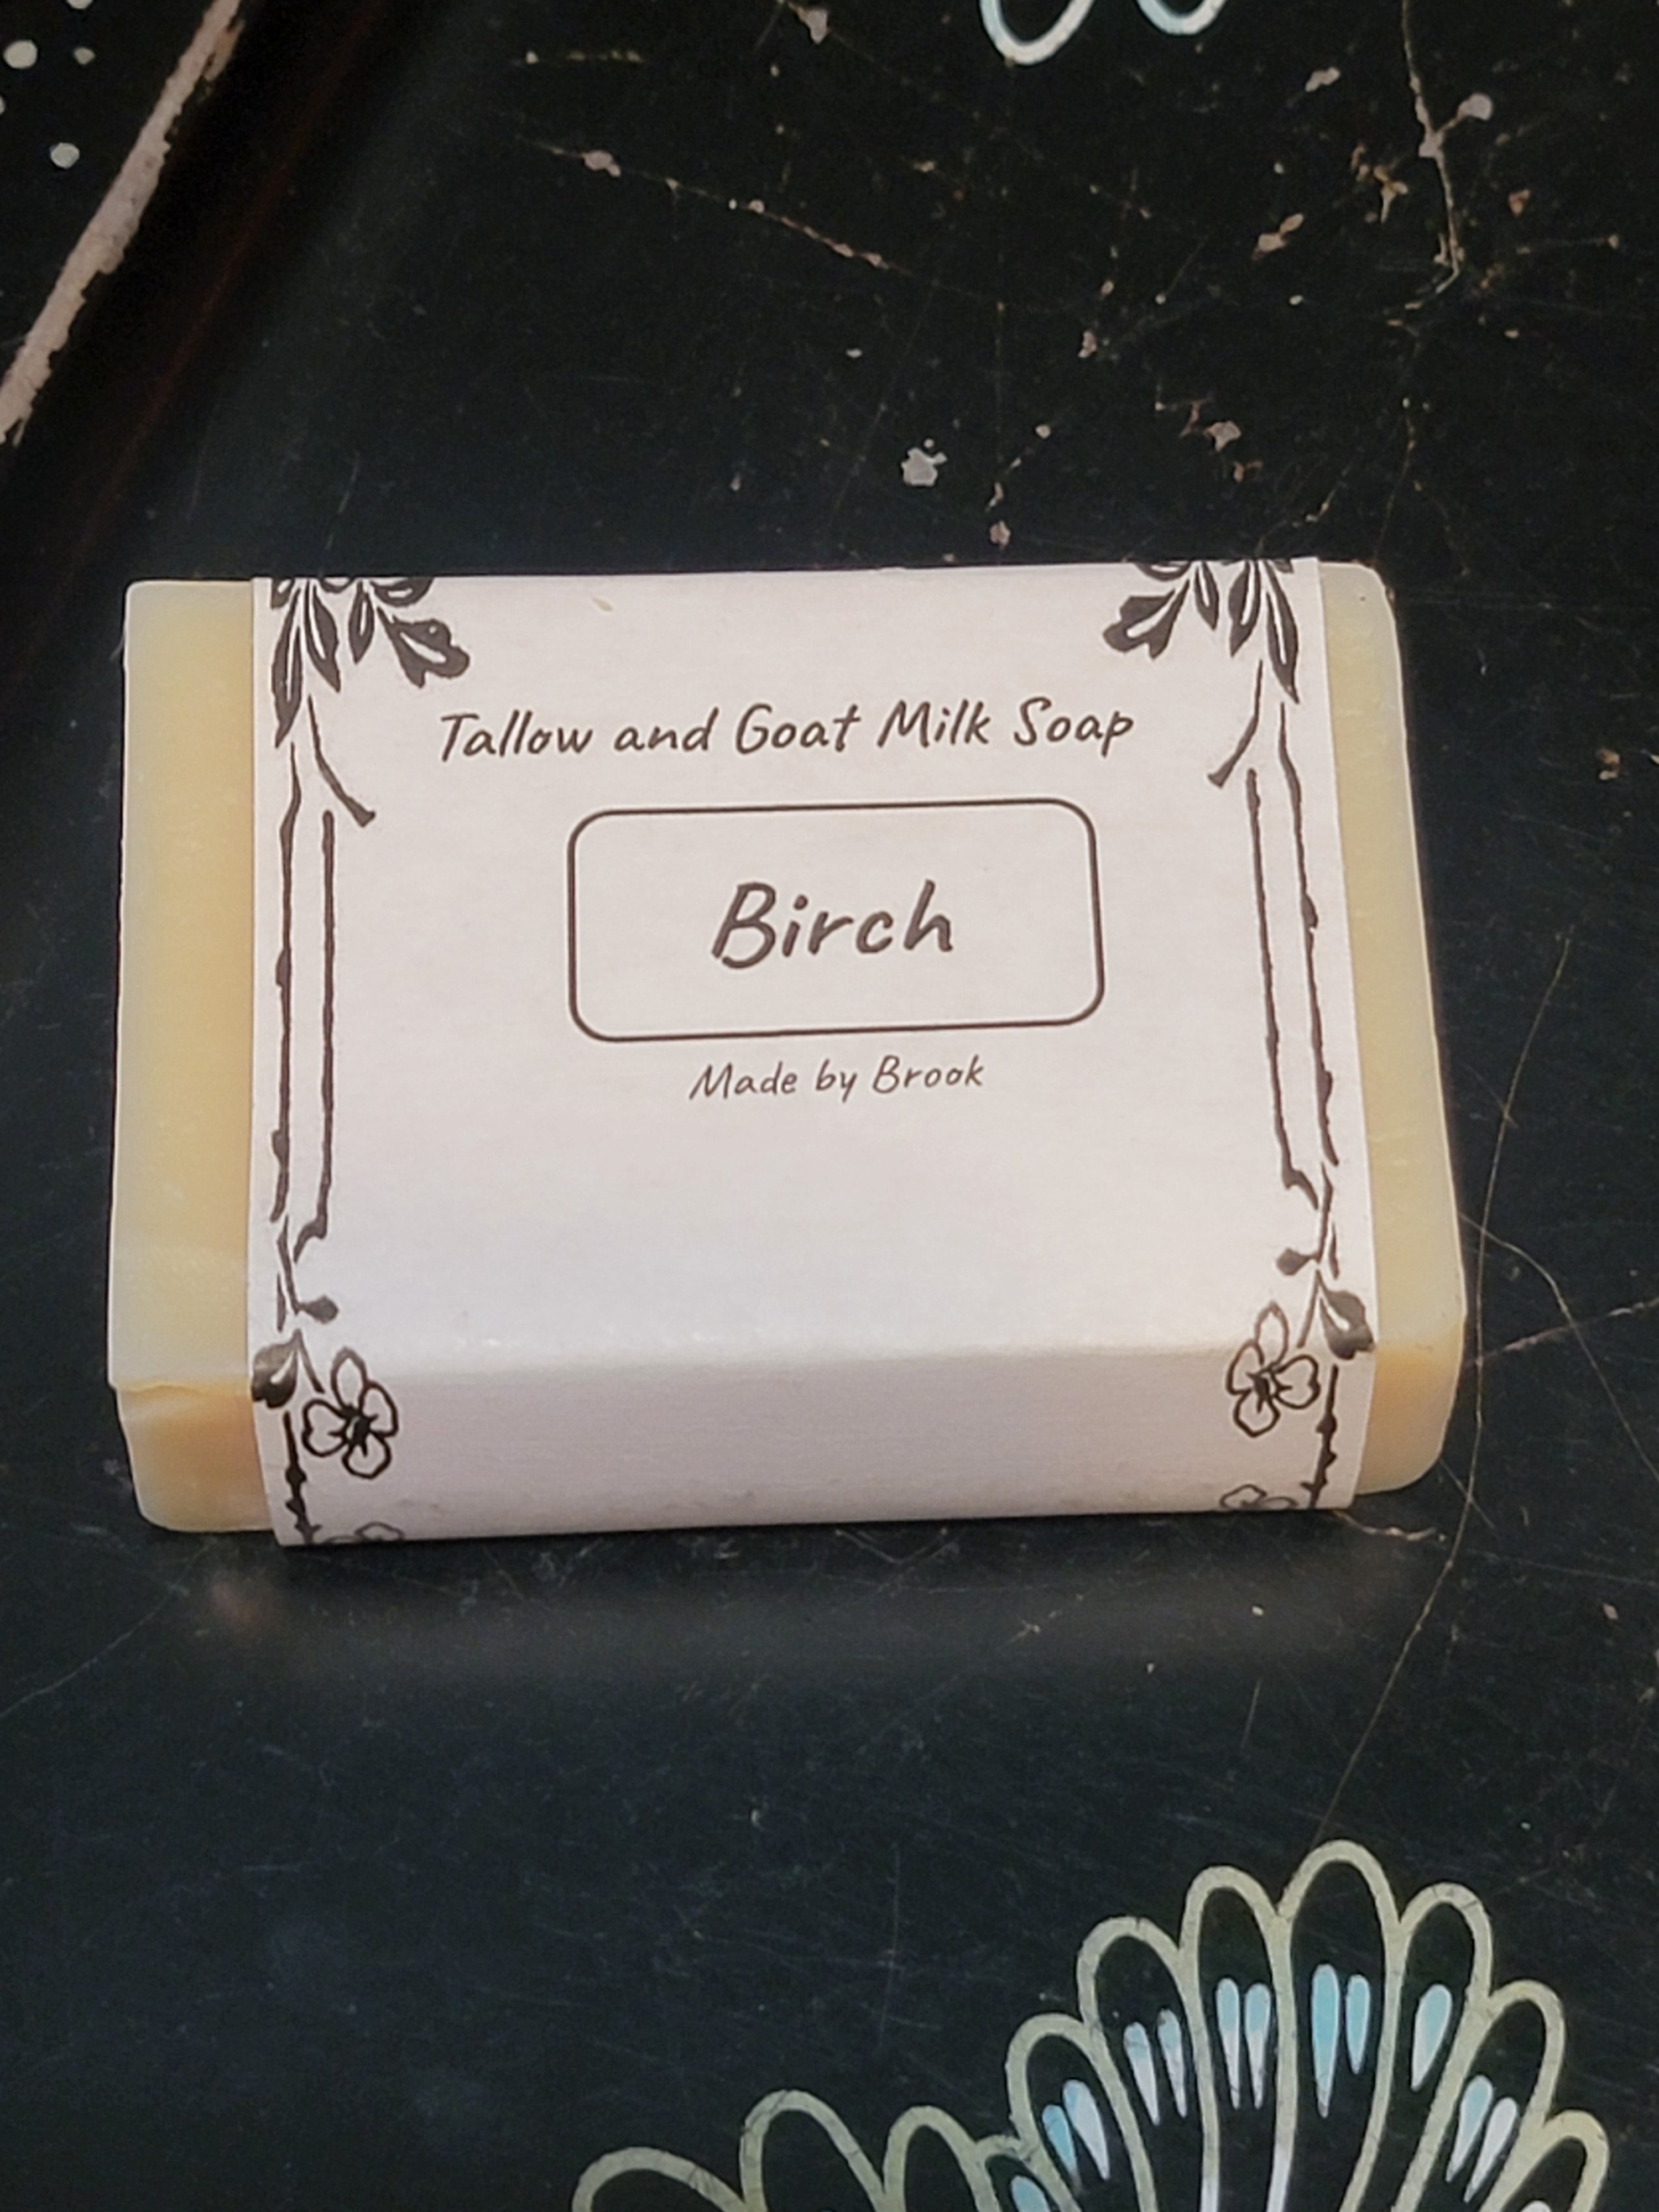 Tallow and Goat Milk Soap
Birch
Made by Brook